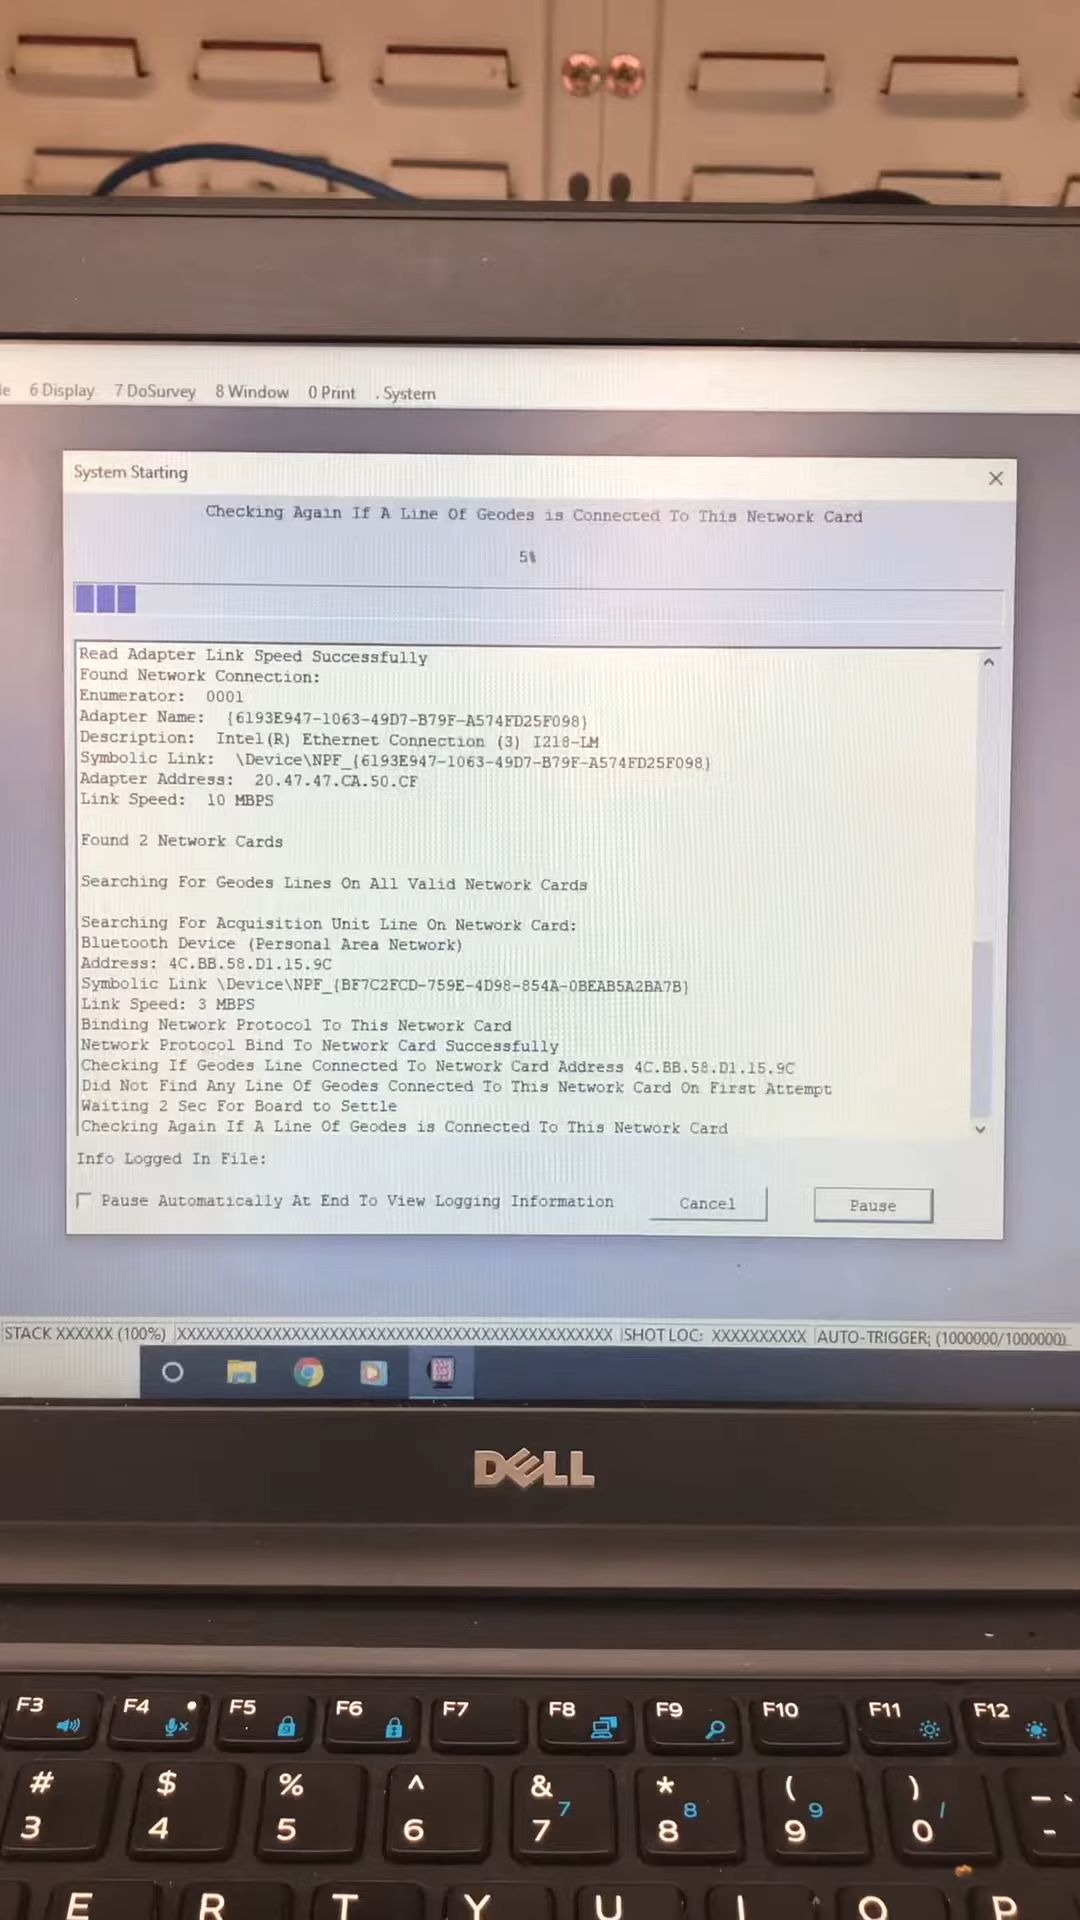 6 Display 7 DoSurvey 8 Window 0 Print . System
System Starting
Checking Again If A Line Of Geodes is Connected To This Network Card
5%
Read Adapter Link Speed Successfully
Found Network Connection:
Enumerator: 0001
Adapter Name: {6193E947-1063-49D7-B79F-A574FD25F098}
Description: Intel(R) Ethernet Connection (3) I218-LM
Symbolic Link: \Device\NPF_{6193E947-1063-49D7-B79F-A574FD25F098}
Adapter Address: 20.47.47.CA.50.CF
Link Speed: 10 MBPS
Found 2 Network Cards
Searching For Geodes Lines On All Valid Network Cards
Searching For Acquisition Unit Line On Network Card:
Bluetooth Device (Personal Area Network)
Address: 4C.BB.58.D1.15.9C
Symbolic Link \Device\NPF_{BF7C2FCD-759E-4D98-854A-0BEAB5A2BA7B}
Link Speed: 3 MBPS
Binding Network Protocol To This Network Card
Network Protocol Bind To Network Card Successfully
Checking If Geodes Line Connected To Network Card Address 4C.BB.58.D1.15.9C
Did Not Find Any Line Of Geodes Connected To This Network Card On First Attempt
Waiting 2 Sec For Board to Settle
Checking Again If A Line Of Geodes is Connected To This Network Card
Info Logged In File:
Pause Automatically At End To View Logging Information Cancel Pause
STACK XXXXXX (100%) XXXXXXXXXXXXXXXXXXXXXXXXXXXXXXXXXXXXXXXXXXXX SHOT LOC: XXXXXXXXXX AUTO-TRIGGER; (1000000/1000000)
DELL
F3 F4 F5 F6 F7 F8 F9 F10 F11 F12
# $ % ^ & * ( ) _
3 4 5 6 7 7 8 8 9 9 0 / -
E R T Y U I O P